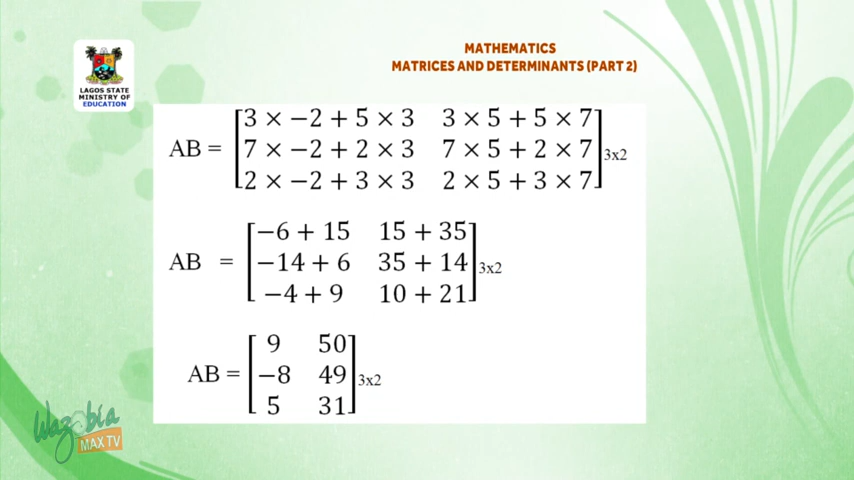 MATHEMATICS
MATRICES AND DETERMINANTS (PART 2)
LAGOS STATE
MINISTRY OF
EDUCATION
3 × −2 + 5 × 3 3 × 5 + 5 × 7
AB = 7 × −2 + 2 × 3 7 × 5 + 2 × 7 3x2
2 × −2 + 3 × 3 2 × 5 + 3 × 7
−6 + 15 15 + 35
AB = −14 + 6 35 + 14 3x2
−4 + 9 10 + 21
9 50
AB = −8 49 3x2
5 31
Wazobia
MAX TV